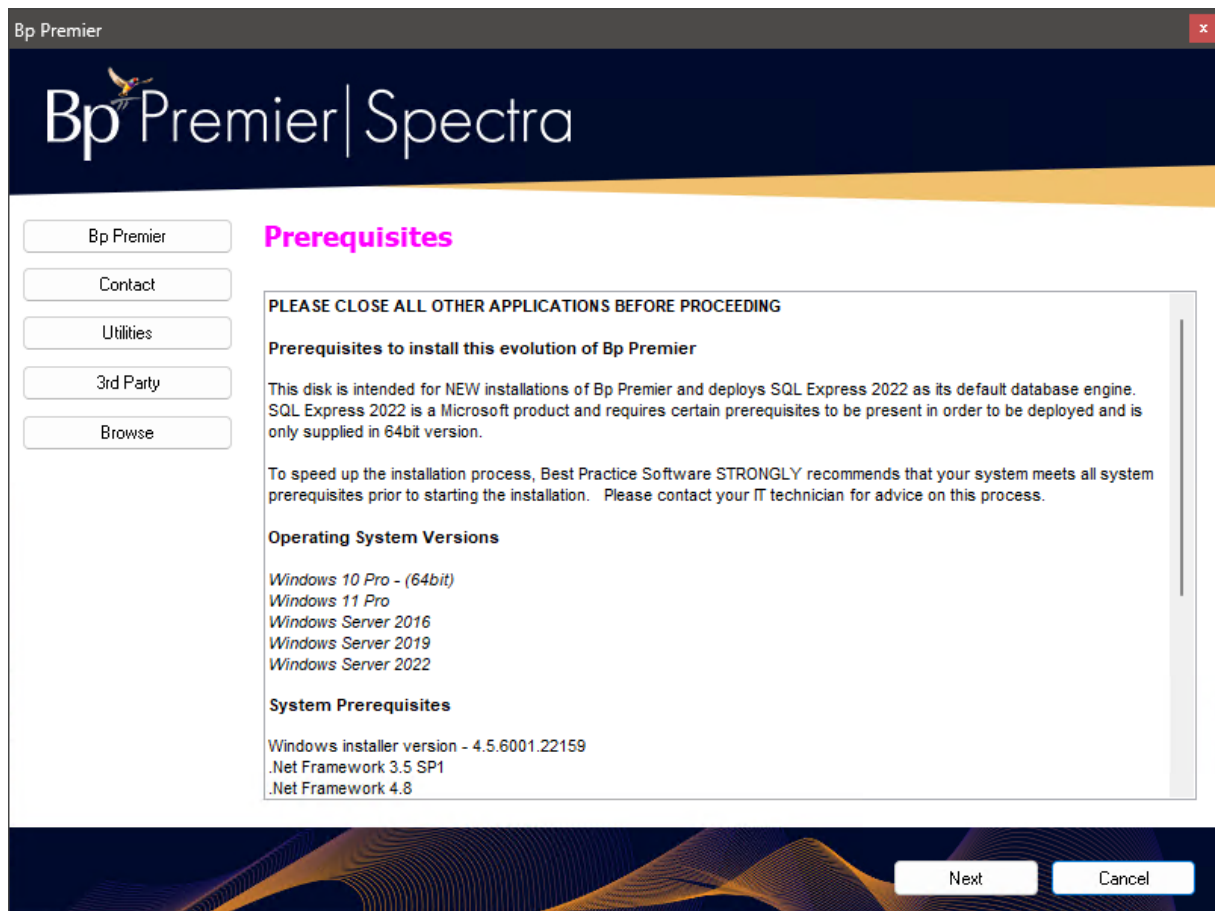 Bp Premier
x
Bp Premier | Spectra
Bp Premier
Contact
Utilities
3rd Party
Browse
Prerequisites
PLEASE CLOSE ALL OTHER APPLICATIONS BEFORE PROCEEDING
Prerequisites to install this evolution of Bp Premier
This disk is intended for NEW installations of Bp Premier and deploys SQL Express 2022 as its default database engine.
SQL Express 2022 is a Microsoft product and requires certain prerequisites to be present in order to be deployed and is
only supplied in 64bit version.
To speed up the installation process, Best Practice Software STRONGLY recommends that your system meets all system
prerequisites prior to starting the installation.   Please contact your IT technician for advice on this process.
Operating System Versions
Windows 10 Pro - (64bit)
Windows 11 Pro
Windows Server 2016
Windows Server 2019
Windows Server 2022
System Prerequisites
Windows installer version - 4.5.6001.22159
.Net Framework 3.5 SP1
.Net Framework 4.8
Next
Cancel